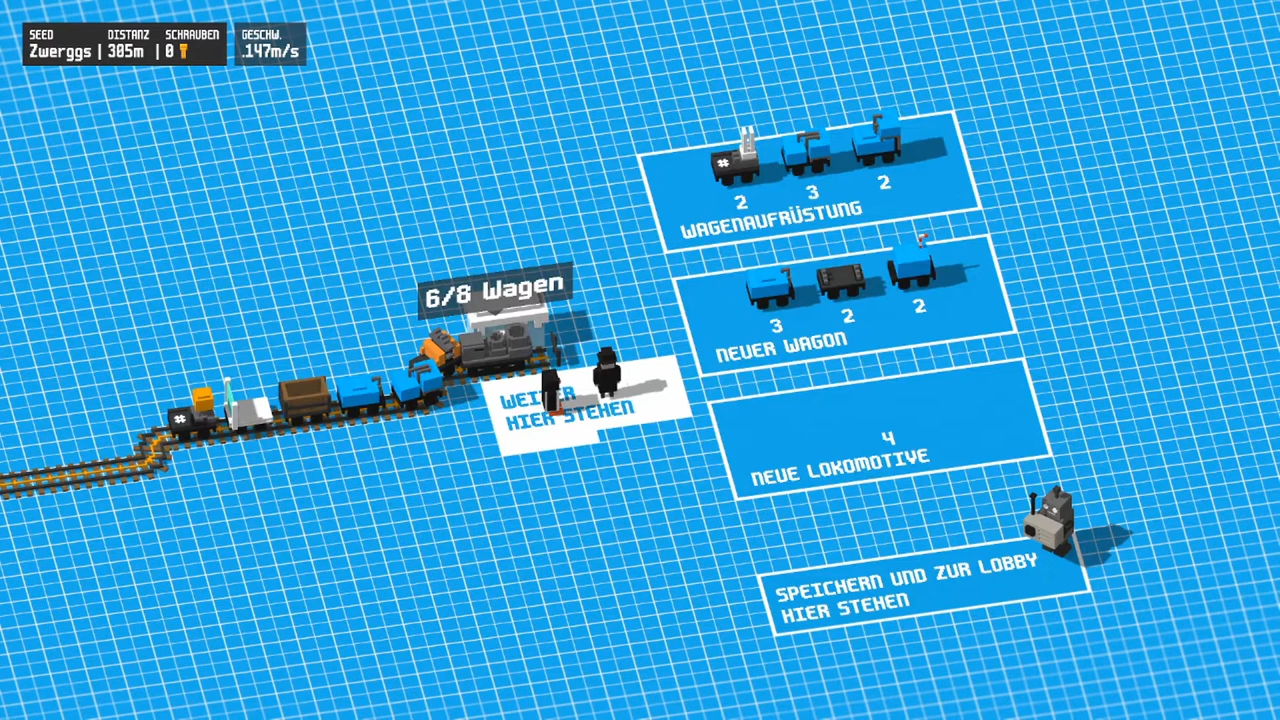 SEED DISTANZ SCHRAUBEN GESCHW.
Zwerggs | 305m | 0 .147m/s
2 3 2
WAGENAUFRÜSTUNG
6/8 Wagen
3 2 2
NEUER WAGON
WEITER
HIER STEHEN
4
NEUE LOKOMOTIVE
SPEICHERN UND ZUR LOBBY
HIER STEHEN